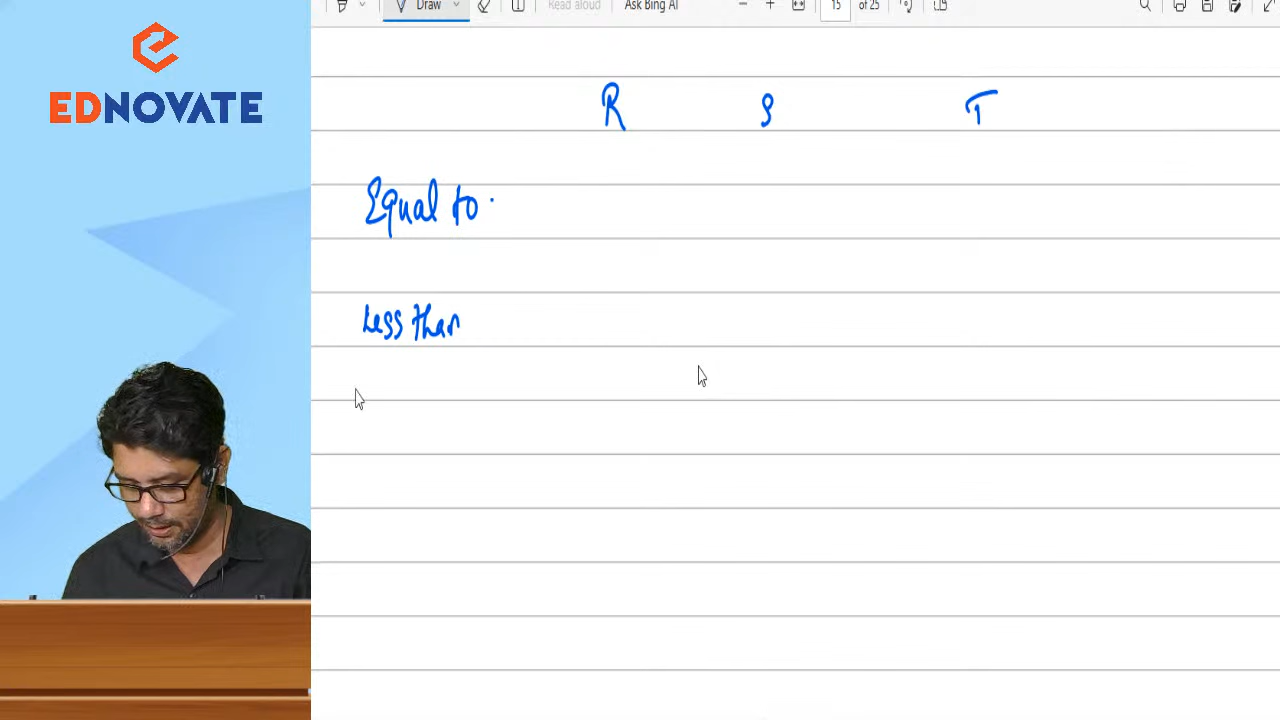 EDNOVATE
Draw Read aloud Ask Bing AI 15 of 25
R S T
Equal to
Less than